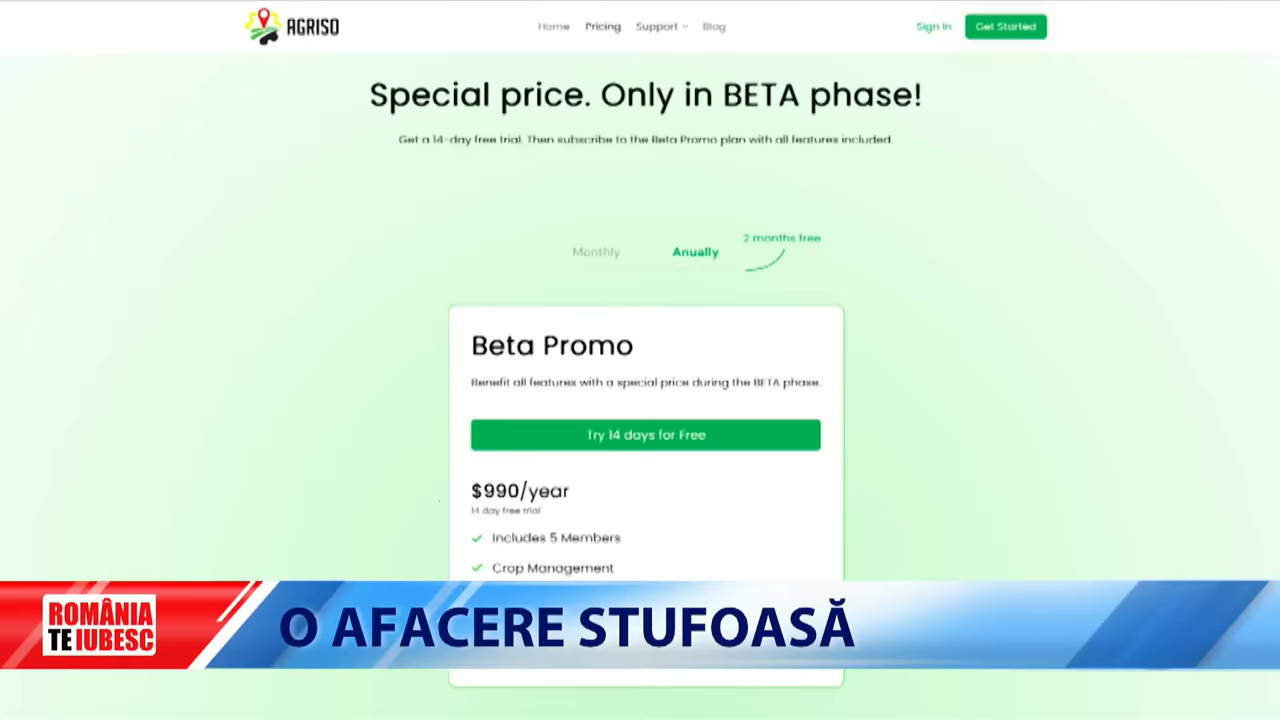 AGRISO
Home Pricing Support Blog
Sign In Get Started
Special price. Only in BETA phase!
Get a 14-day free trial. Then subscribe to the Beta Promo plan with all features included.
Monthly Anually 2 months free
Beta Promo
Benefit all features with a special price during the BETA phase.
Try 14 days for Free
$990/year
14 day free trial
Includes 5 Members
Crop Management
ROMÂNIA
TE IUBESC
O AFACERE STUFOASĂ